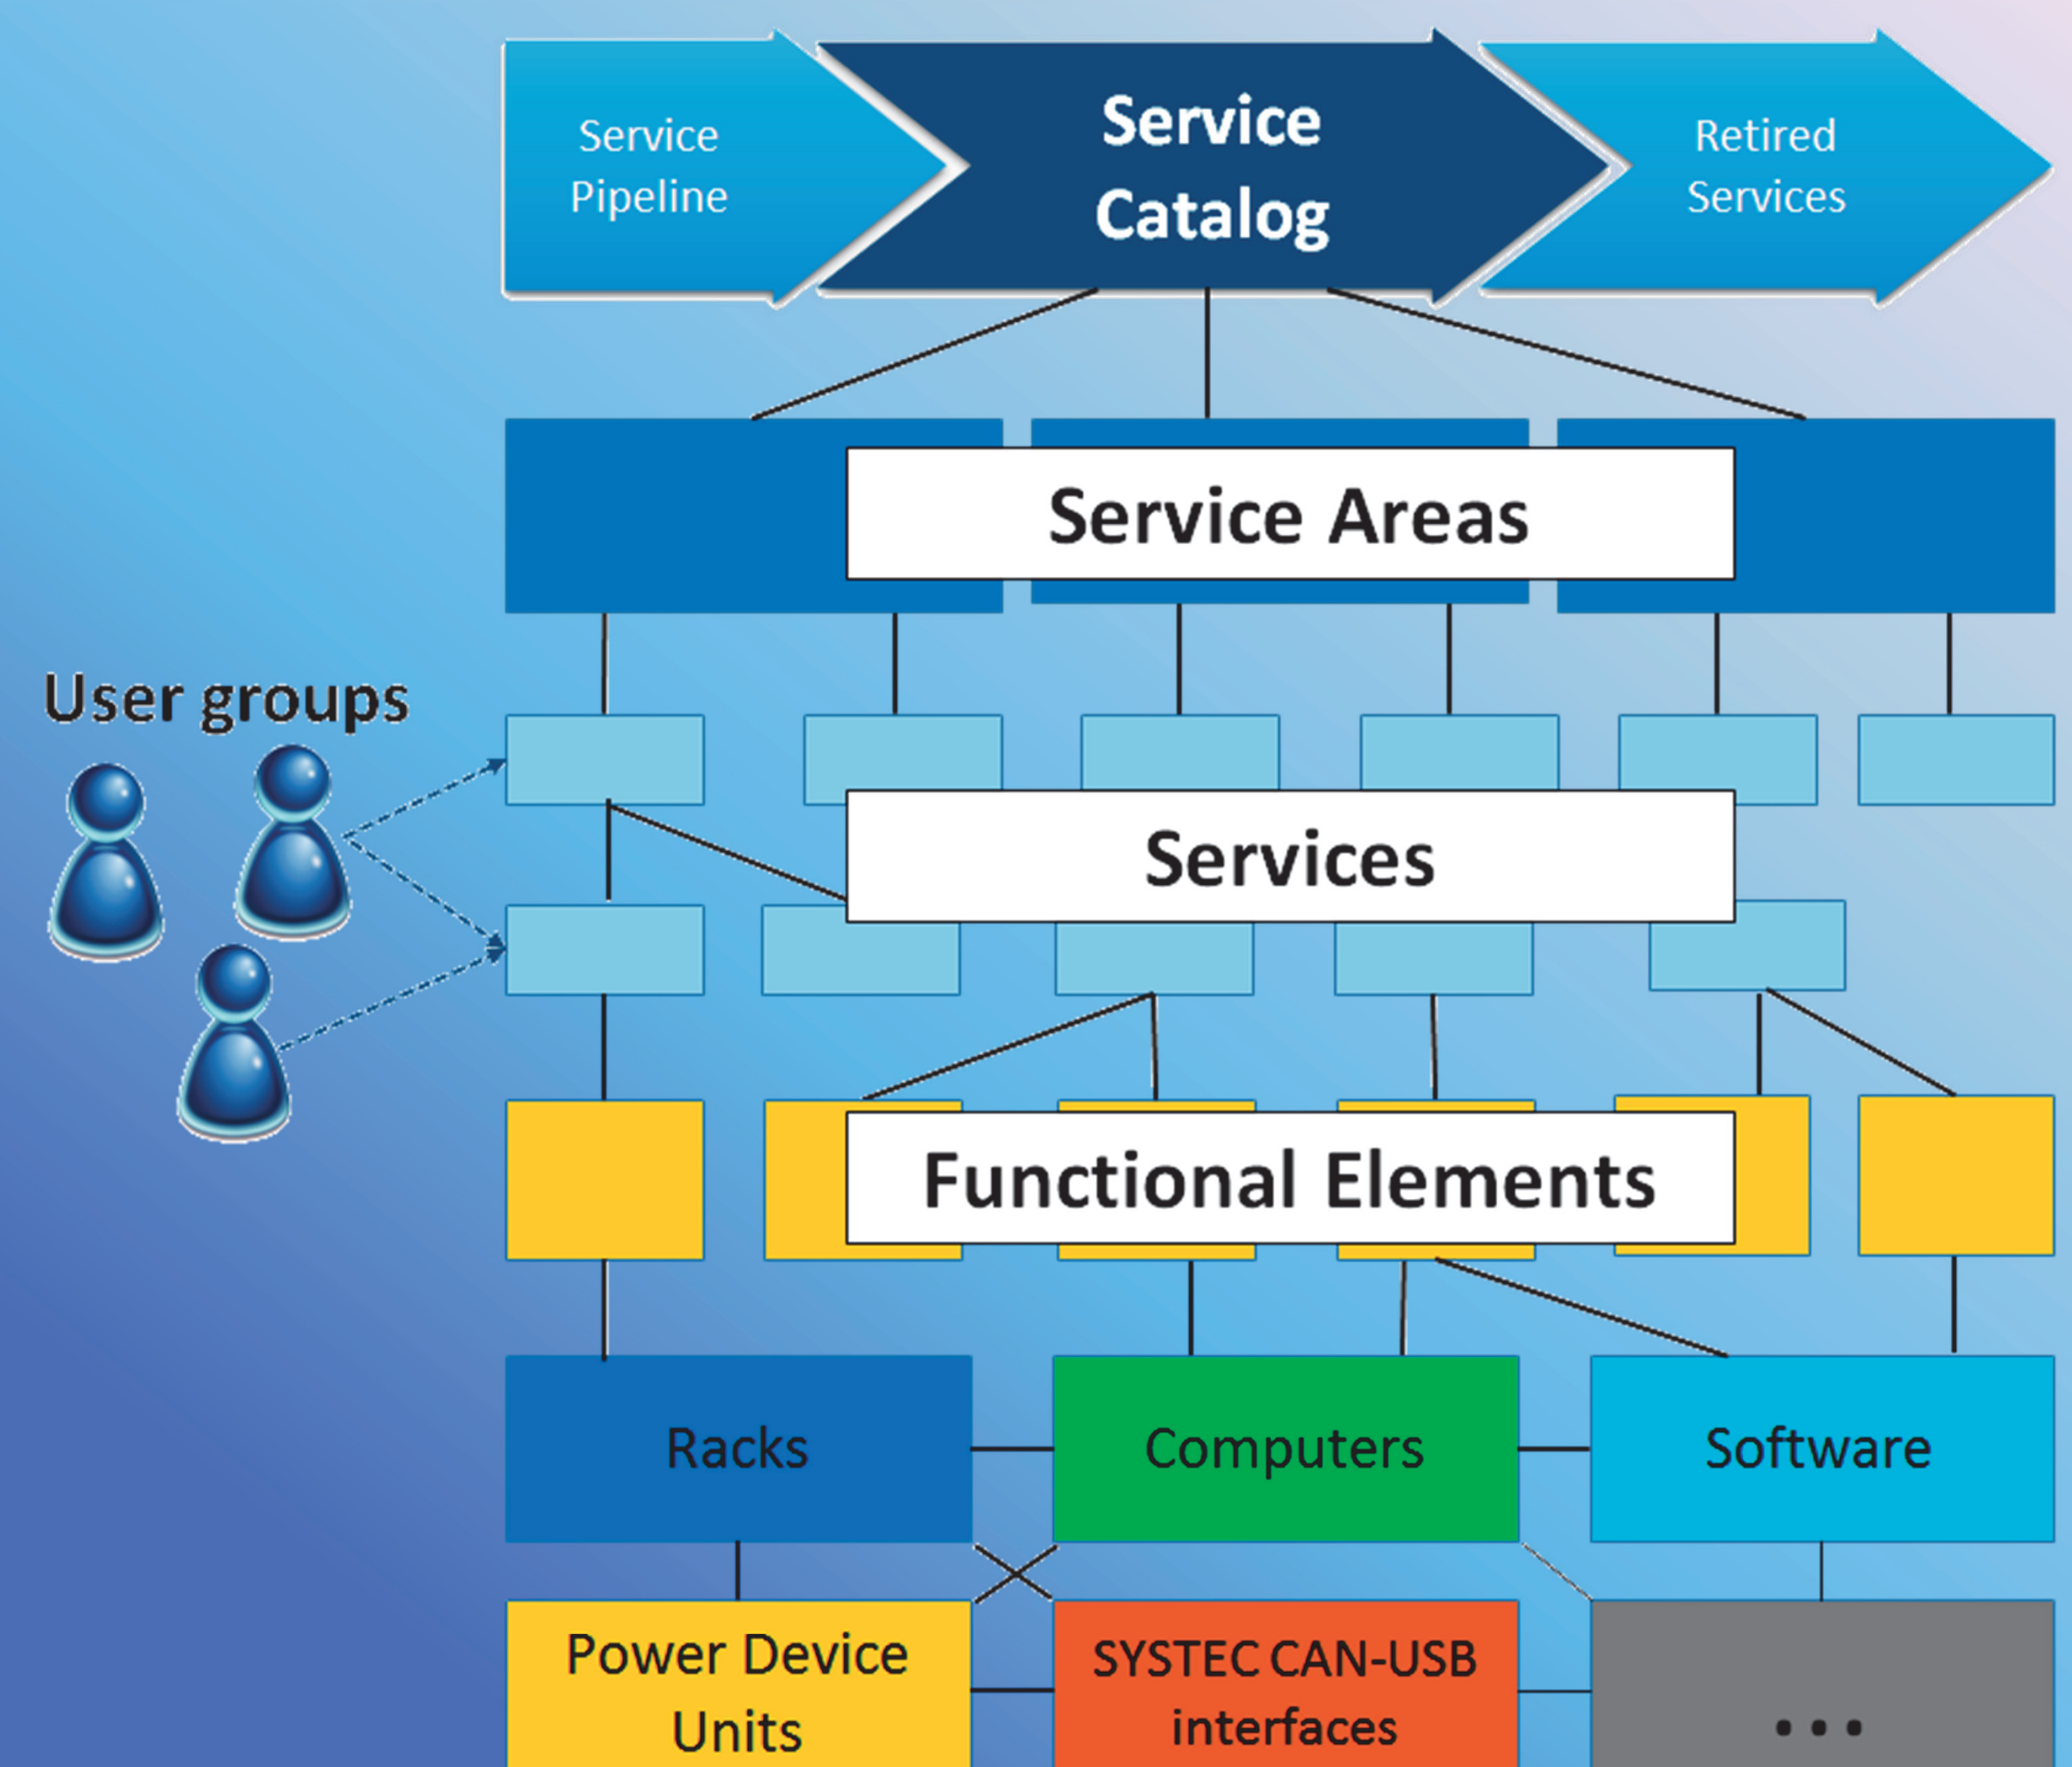 Service
Pipeline
Service
Catalog
Retired
Services
Service Areas
User groups
Services
Functional Elements
Racks
Computers
Software
Power Device
Units
SYSTEC CAN-USB
interfaces
...